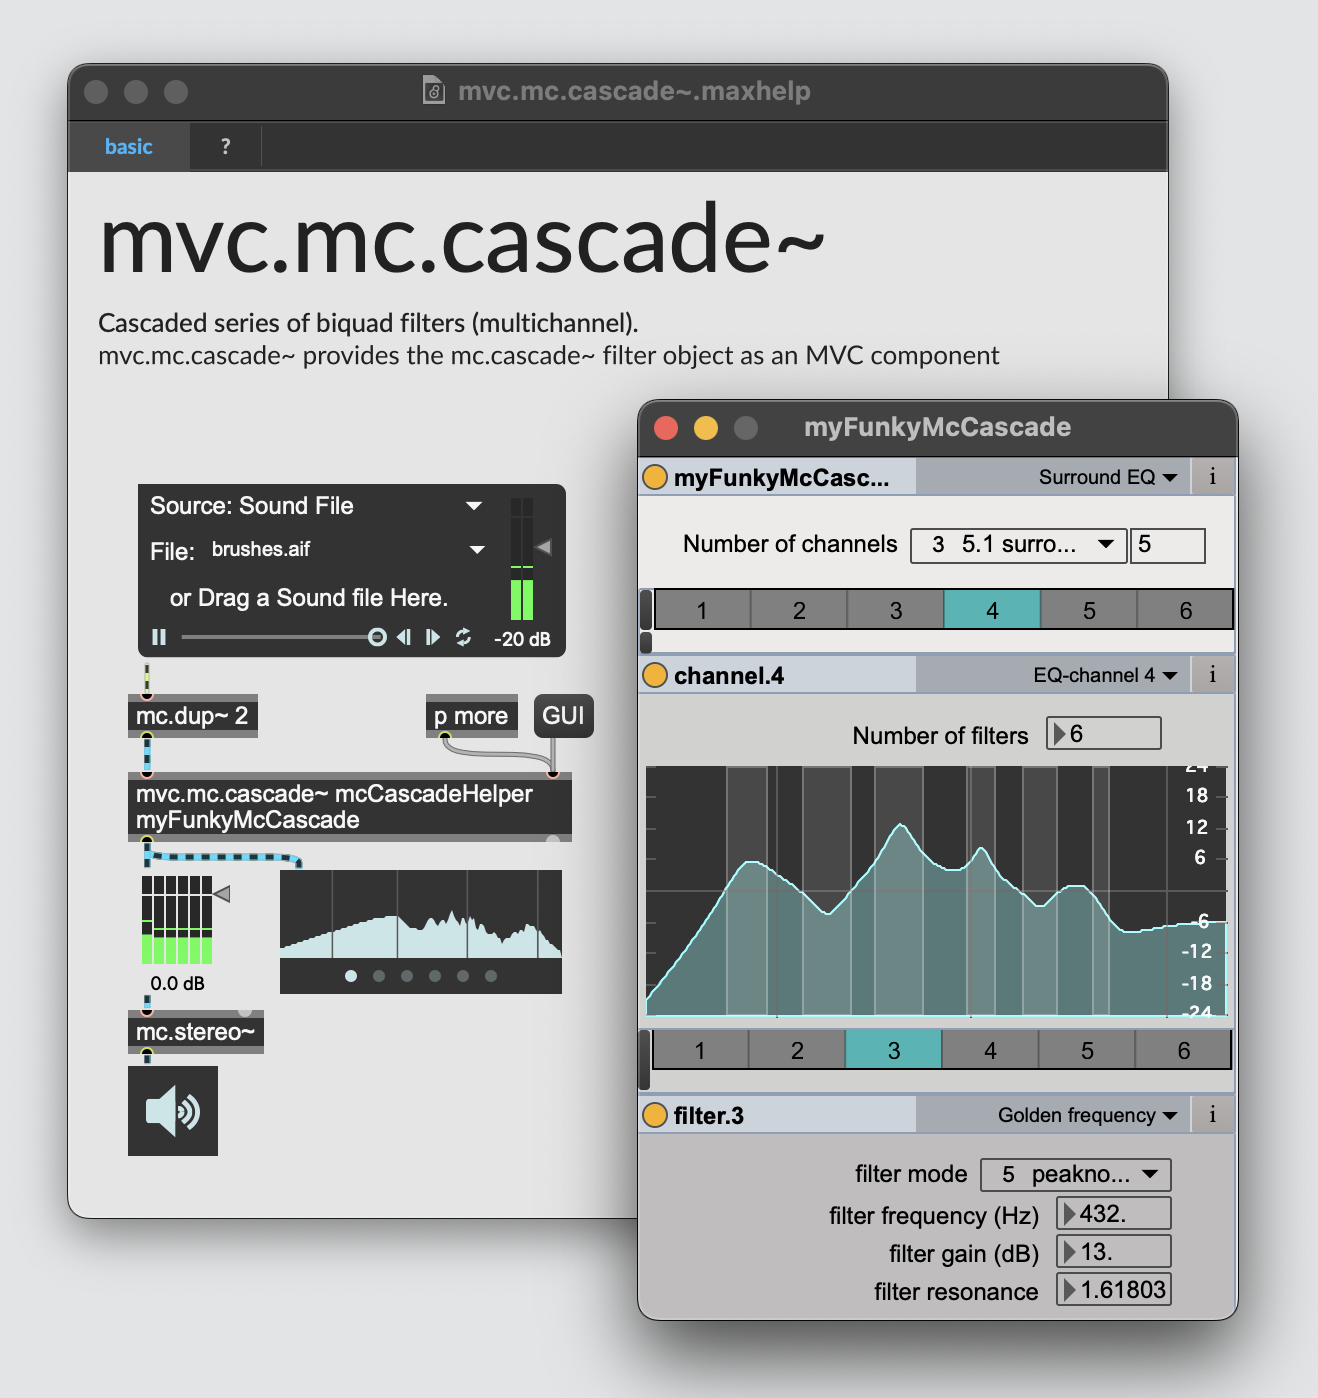 mvc.mc.cascade~.maxhelp
basic ?
mvc.mc.cascade~
Cascaded series of biquad filters (multichannel).
mvc.mc.cascade~ provides the mc.cascade~ filter object as an MVC component
Source: Sound File
File: brushes.aif
or Drag a Sound file Here.
-20 dB
mc.dup~ 2
p more
GUI
mvc.mc.cascade~ mcCascadeHelper
myFunkyMcCascade
0.0 dB
mc.stereo~
myFunkyMcCascade
myFunkyMcCasc... Surround EQ i
Number of channels 3 5.1 surro... 5
1 2 3 4 5 6
channel.4 EQ-channel 4 i
Number of filters 6
24
18
12
6
-6
-12
-18
-24
1 2 3 4 5 6
filter.3 Golden frequency i
filter mode 5 peakno...
filter frequency (Hz) 432.
filter gain (dB) 13.
filter resonance 1.61803